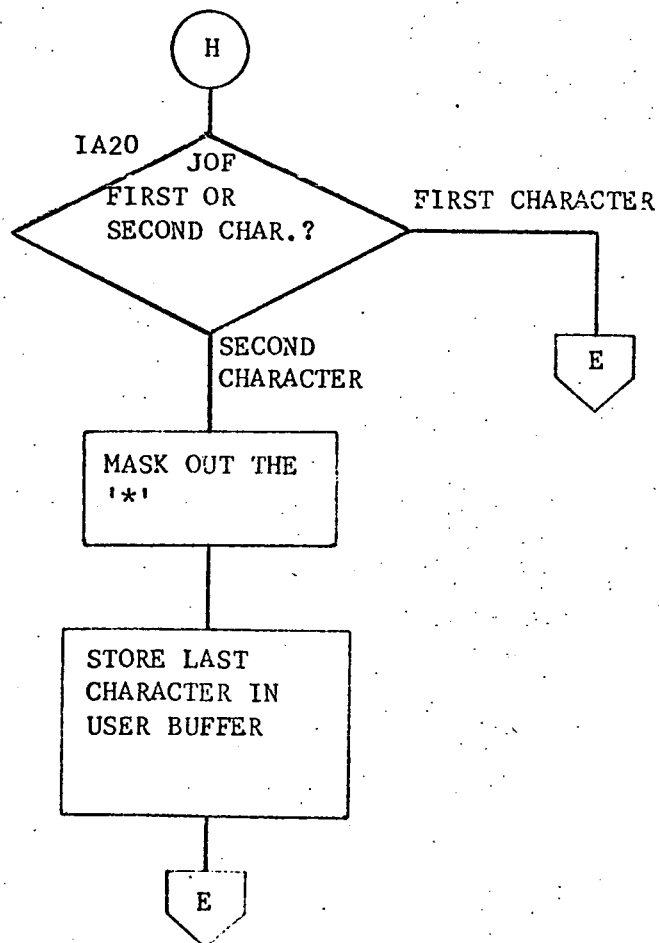 H
IA20
JOF
FIRST OR
SECOND CHAR.?
FIRST CHARACTER
E
SECOND
CHARACTER
MASK OUT THE
'*'
STORE LAST
CHARACTER IN
USER BUFFER
E